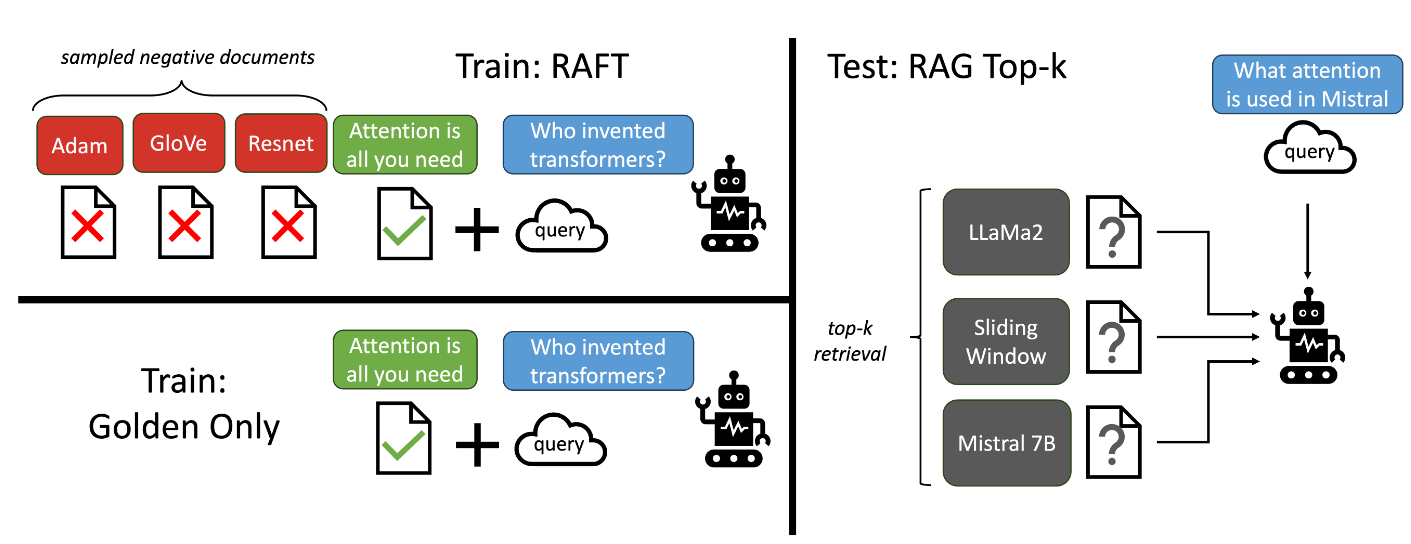 sampled negative documents
Train: RAFT
Adam
GloVe
Resnet
Attention is
all you need
Who invented
transformers?
query
Train:
Golden Only
Attention is
all you need
Who invented
transformers?
query
Test: RAG Top-k
What attention
is used in Mistral
query
top-k
retrieval
LLaMa2
?
Sliding
Window
?
Mistral 7B
?